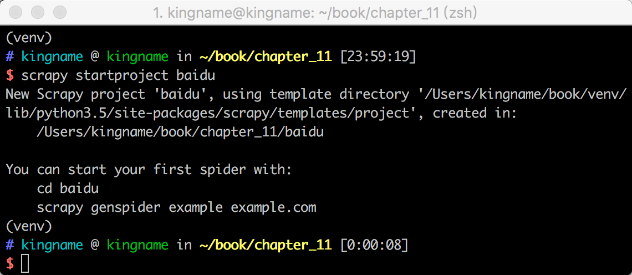 1. kingname@kingname: ~/book/chapter_11 (zsh)
(venv)
# kingname @ kingname in ~/book/chapter_11 [23:59:19]
$ scrapy startproject baidu
New Scrapy project 'baidu', using template directory '/Users/kingname/book/venv/
lib/python3.5/site-packages/scrapy/templates/project', created in:
    /Users/kingname/book/chapter_11/baidu
You can start your first spider with:
    cd baidu
    scrapy genspider example example.com
(venv)
# kingname @ kingname in ~/book/chapter_11 [0:00:08]
$